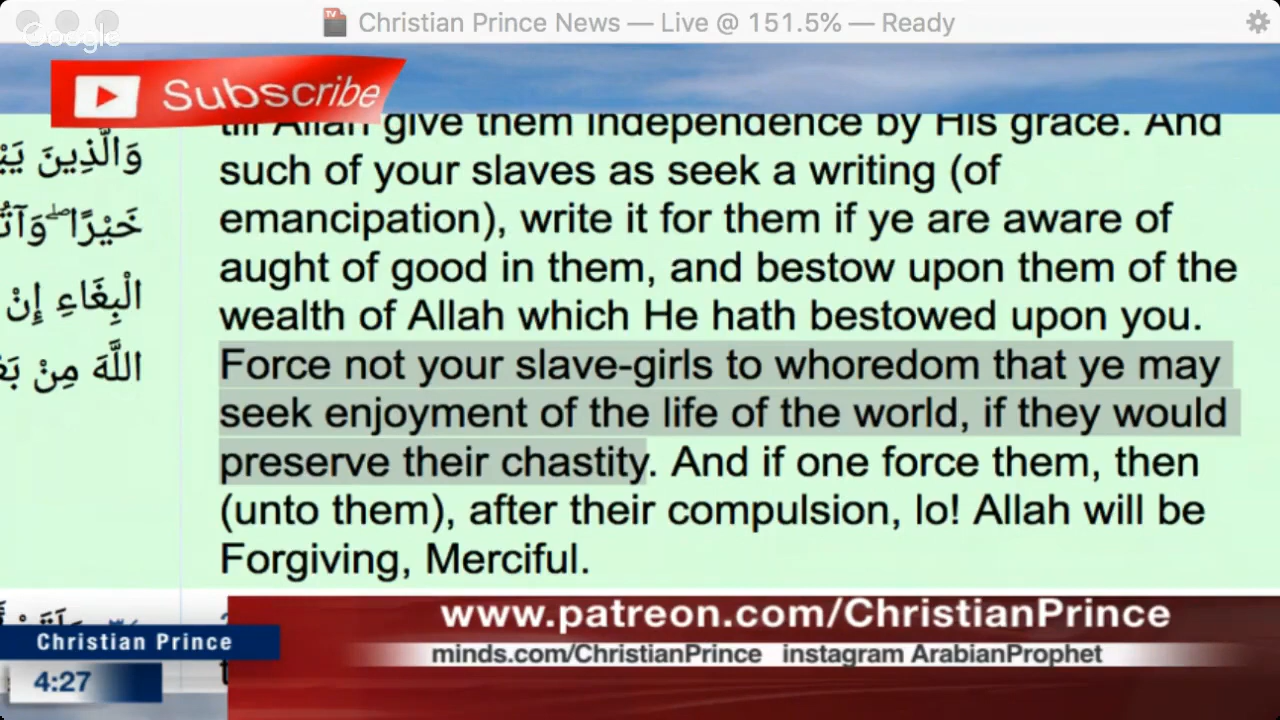 Christian Prince News — Live @ 151.5% — Ready
Google
Subscribe
till Allah give them independence by His grace. And
such of your slaves as seek a writing (of
emancipation), write it for them if ye are aware of
aught of good in them, and bestow upon them of the
wealth of Allah which He hath bestowed upon you.
Force not your slave-girls to whoredom that ye may
seek enjoyment of the life of the world, if they would
preserve their chastity. And if one force them, then
(unto them), after their compulsion, lo! Allah will be
Forgiving, Merciful.
وَالَّذِينَ
خَيْرًا ۖ
الْبِغَاءِ إِنْ
اللَّهَ مِنْ
www.patreon.com/ChristianPrince
Christian Prince
minds.com/ChristianPrince instagram ArabianProphet
4:27